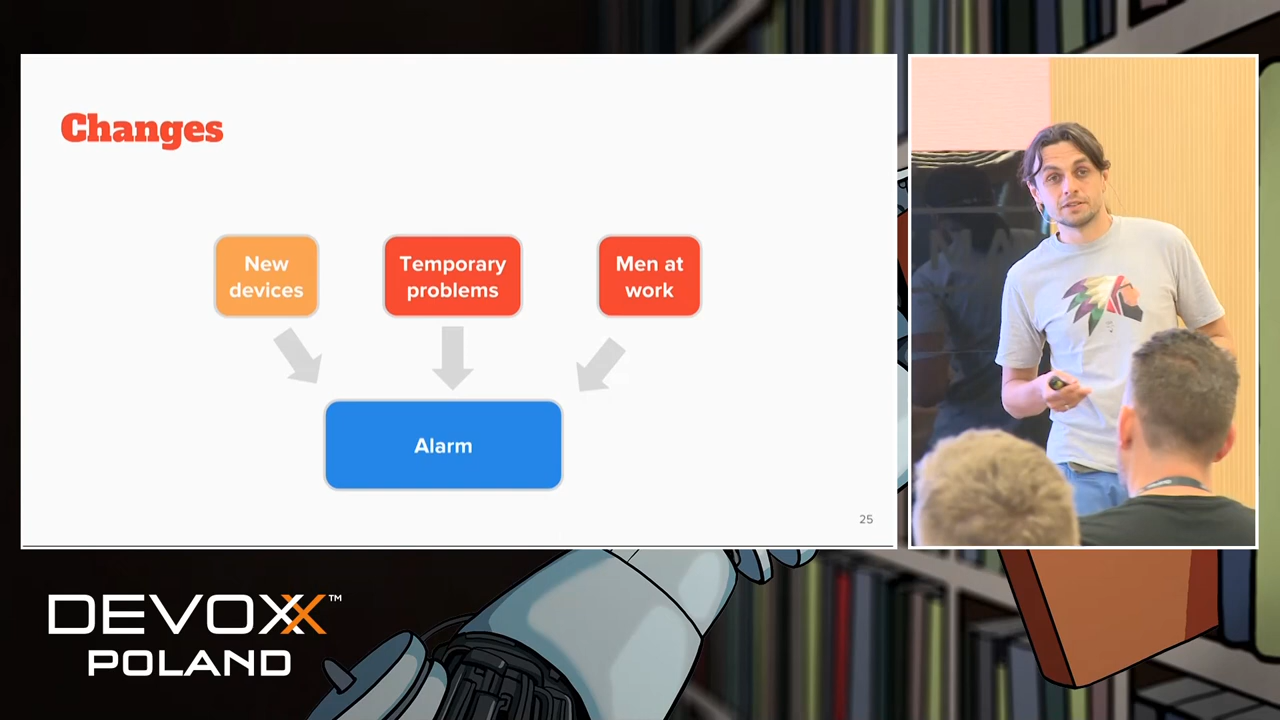 Changes
New
devices
Temporary
problems
Men at
work
Alarm
25
DEVOXX™
POLAND